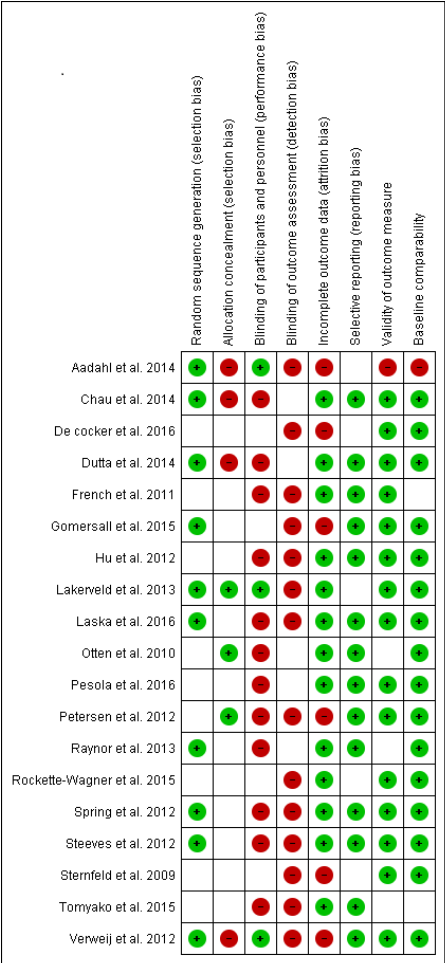 Random sequence generation (selection bias)
Allocation concealment (selection bias)
Blinding of participants and personnel (performance bias)
Blinding of outcome assessment (detection bias)
Incomplete outcome data (attrition bias)
Selective reporting (reporting bias)
Validity of outcome measure
Baseline comparability
Aadahl et al. 2014 + - + - - - -
Chau et al. 2014 + - - + + + +
De cocker et al. 2016 - - + +
Dutta et al. 2014 + - - + + + +
French et al. 2011 - - + + +
Gomersall et al. 2015 + - - + + +
Hu et al. 2012 - - + + + +
Lakerveld et al. 2013 + + + - + + +
Laska et al. 2016 + - - + + + +
Otten et al. 2010 + - + + +
Pesola et al. 2016 - + + + +
Petersen et al. 2012 + - - - + + +
Raynor et al. 2013 + - + + +
Rockette-Wagner et al. 2015 - + + +
Spring et al. 2012 + - - + + + +
Steeves et al. 2012 + - - + + + +
Sternfeld et al. 2009 - - + +
Tomyako et al. 2015 - - + +
Verweij et al. 2012 + - + - - + + +